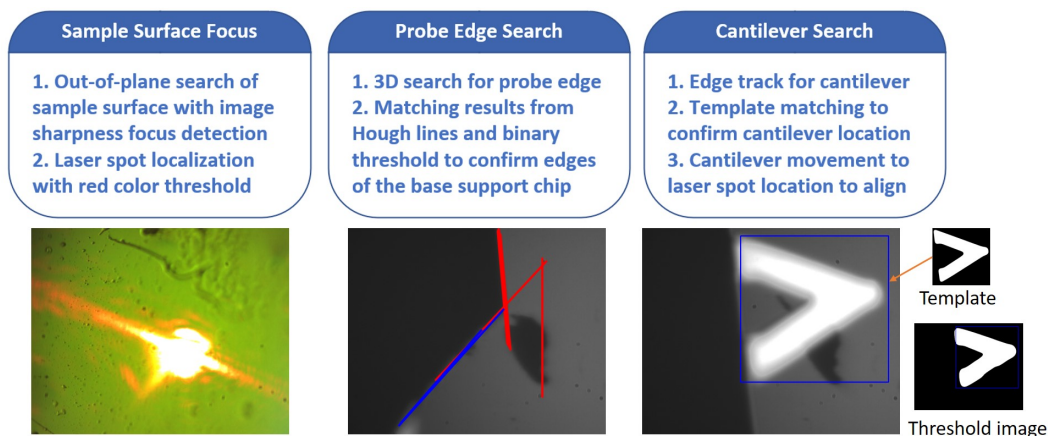 Sample Surface Focus
1. Out-of-plane search of
sample surface with image
sharpness focus detection
2. Laser spot localization
with red color threshold
Probe Edge Search
1. 3D search for probe edge
2. Matching results from
Hough lines and binary
threshold to confirm edges
of the base support chip
Cantilever Search
1. Edge track for cantilever
2. Template matching to
confirm cantilever location
3. Cantilever movement to
laser spot location to align
Template
Threshold image